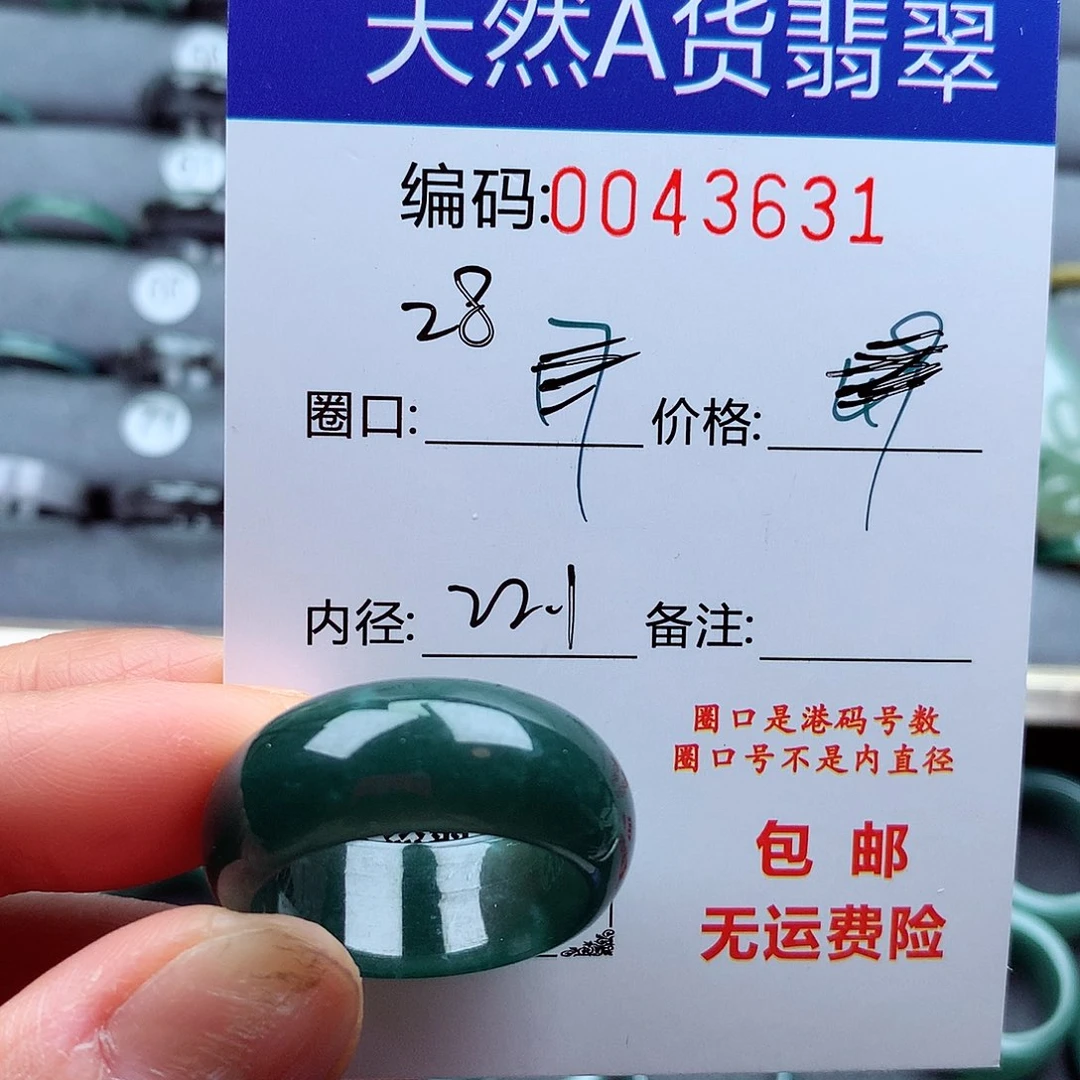 天然A货翡翠
编码:0043631
28
圈口: 价格:
内径: 22.1 备注:
圈口是港码号数
圈口号不是内直径
包邮
无运费险